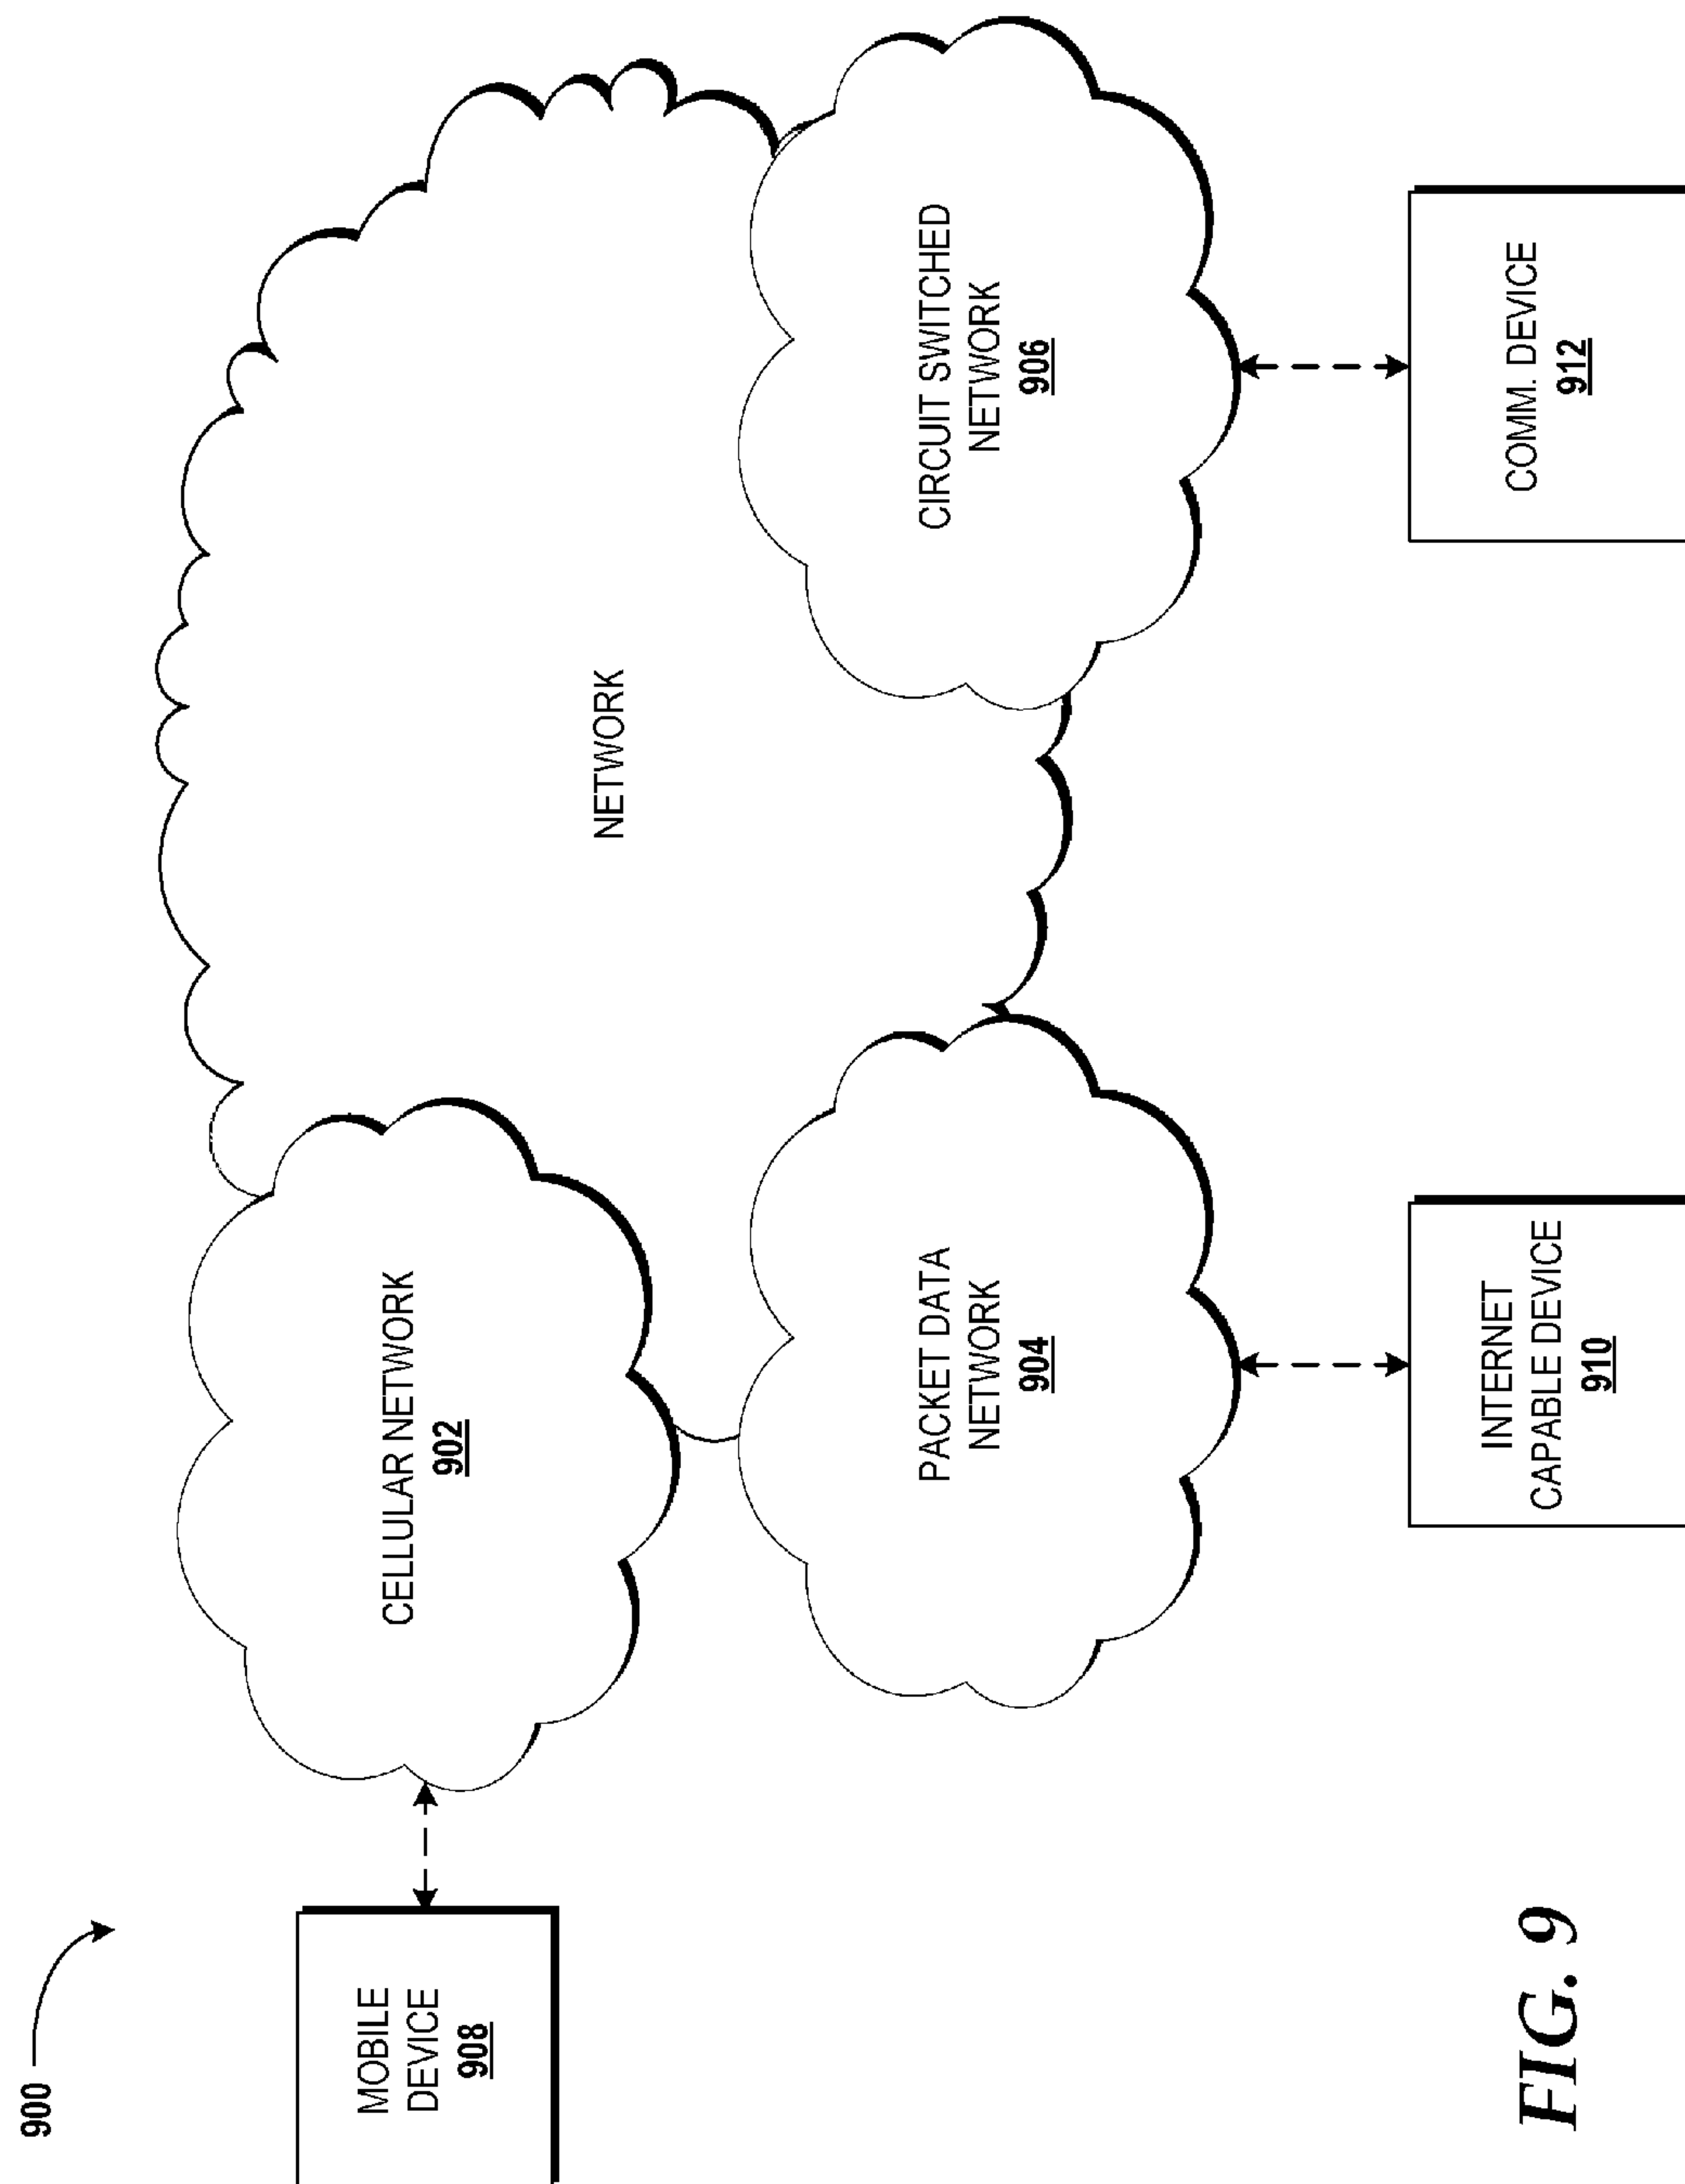 900
MOBILE
DEVICE
908
CELLULAR NETWORK
902
NETWORK
PACKET DATA
NETWORK
904
CIRCUIT SWITCHED
NETWORK
906
INTERNET
CAPABLE DEVICE
910
COMM. DEVICE
912
FIG. 9